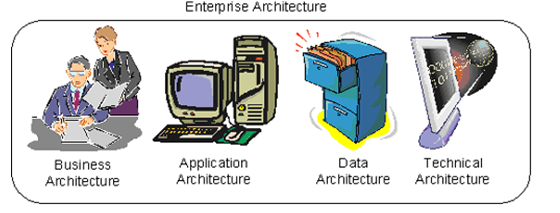 Enterprise Architecture
Business
Architecture
Application
Architecture
Data
Architecture
Technical
Architecture